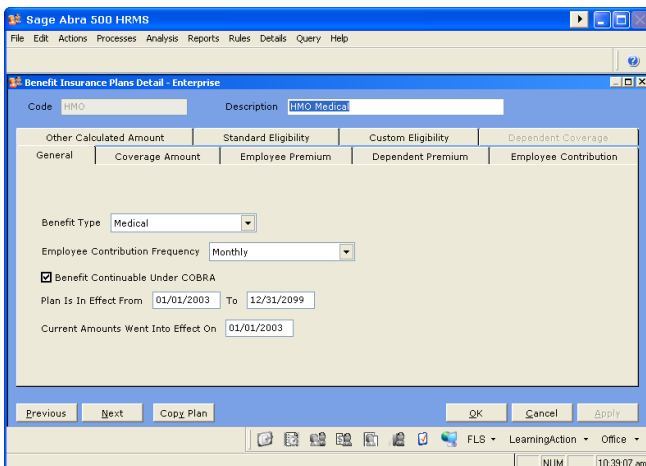 Sage Abra 500 HRMS
File Edit Actions Processes Analysis Reports Rules Details Query Help
Benefit Insurance Plans Detail - Enterprise
Code HMO Description HMO Medical
Other Calculated Amount Standard Eligibility Custom Eligibility Dependent Coverage
General Coverage Amount Employee Premium Dependent Premium Employee Contribution
Benefit Type Medical
Employee Contribution Frequency Monthly
Benefit Continuable Under COBRA
Plan Is In Effect From 01/01/2003 To 12/31/2099
Current Amounts Went Into Effect On 01/01/2003
Previous Next Copy Plan OK Cancel Apply
FLS LearningAction Office
NUM 10:39:07 am